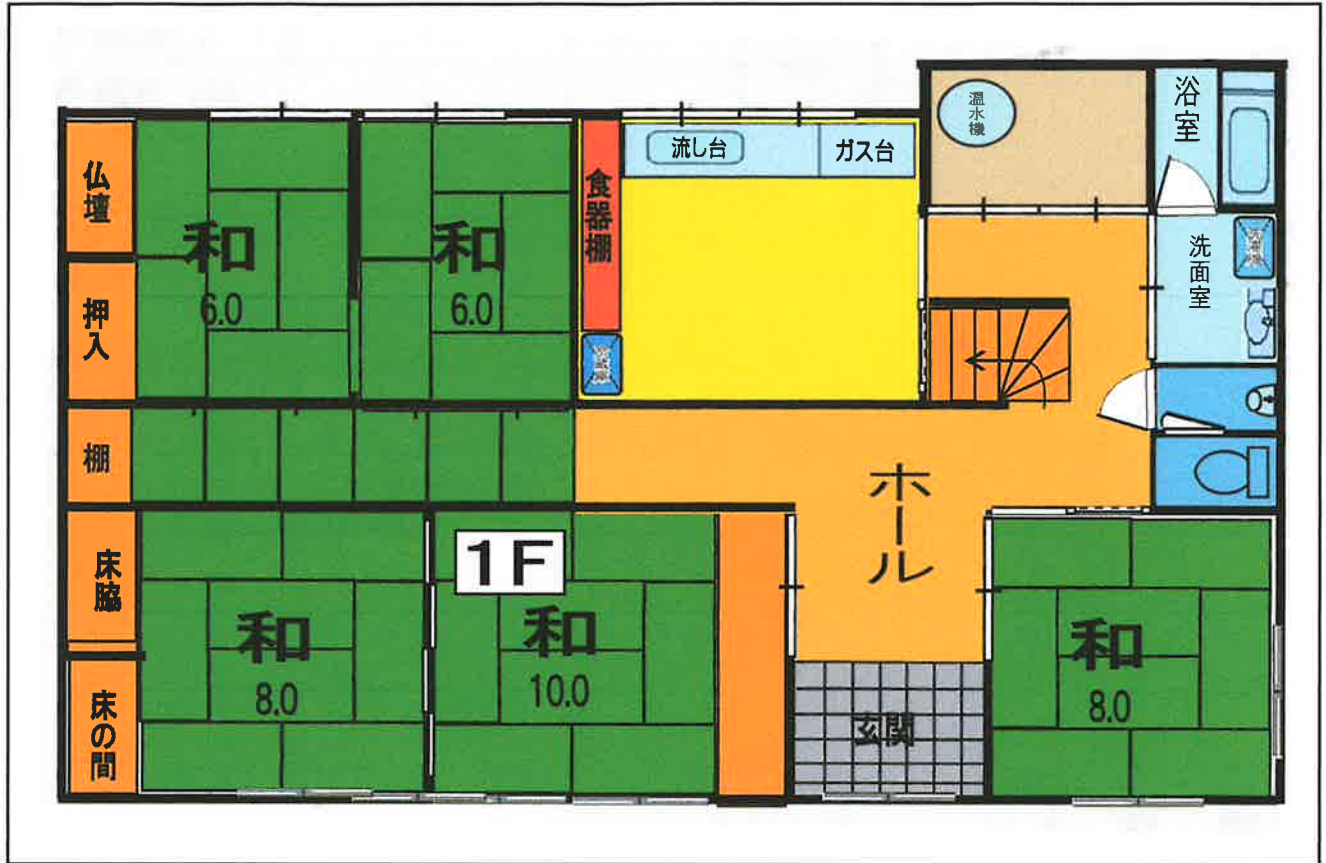 浴室
温水機
流し台
ガス台
食器棚
仏壇
和
6.0
和
6.0
洗面室
押入
棚
ホール
床脇
1F
和
8.0
和
10.0
和
8.0
床の間
玄関